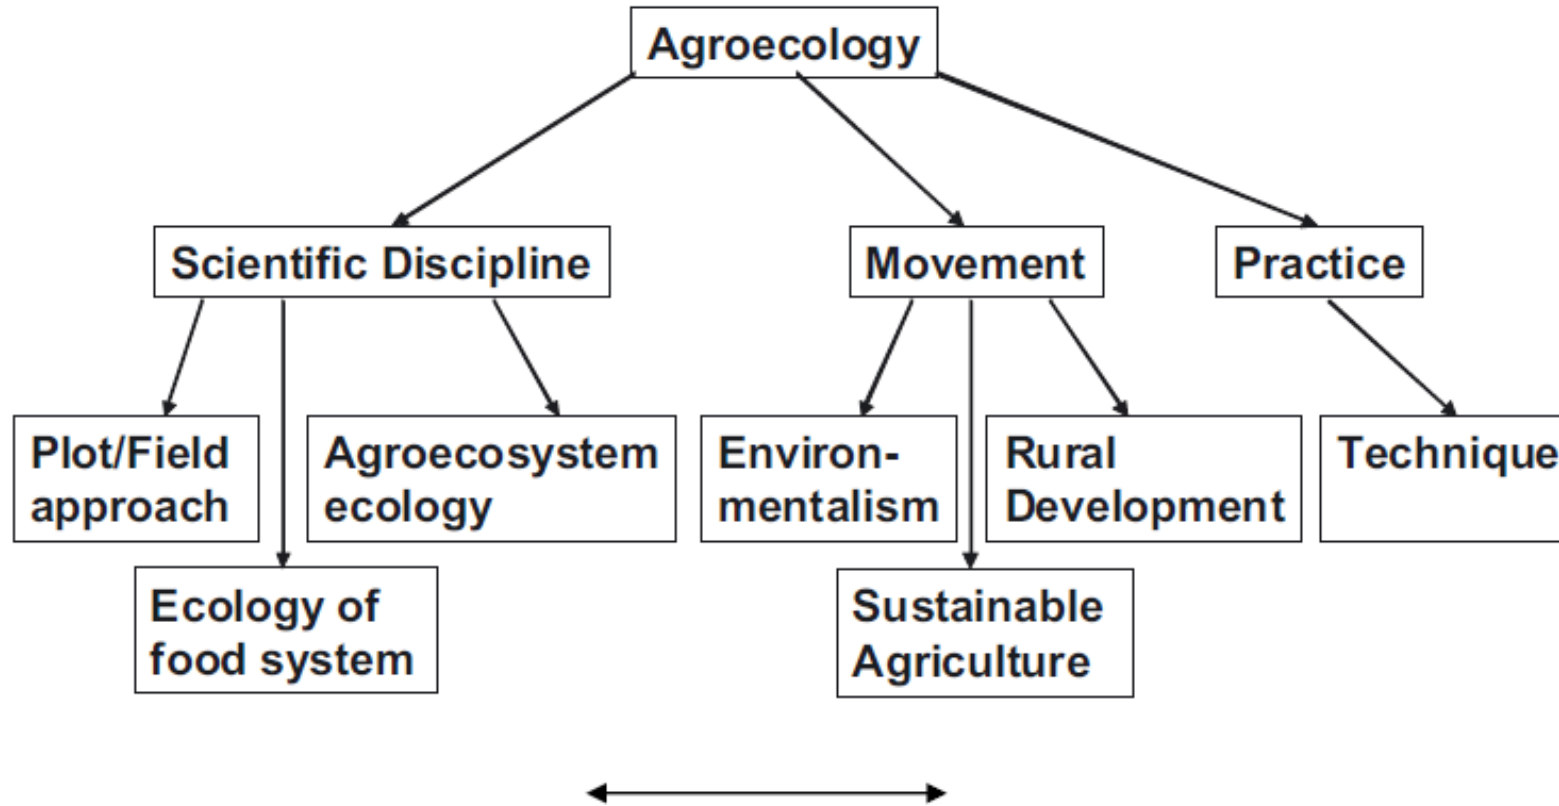 Agroecology
Scientific Discipline
Movement
Practice
Plot/Field
approach
Agroecosystem
ecology
Environ-
mentalism
Rural
Development
Technique
Ecology of
food system
Sustainable
Agriculture